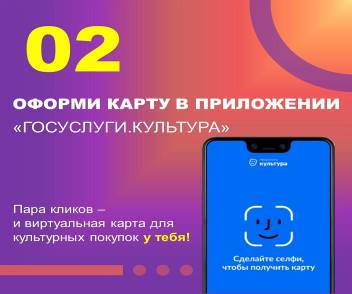 02
ОФОРМИ КАРТУ В ПРИЛОЖЕНИИ
«ГОСУСЛУГИ.КУЛЬТУРА»
культура
Пара кликов –
и виртуальная карта для
культурных покупок у тебя!
Сделайте селфи,
чтобы получить карту